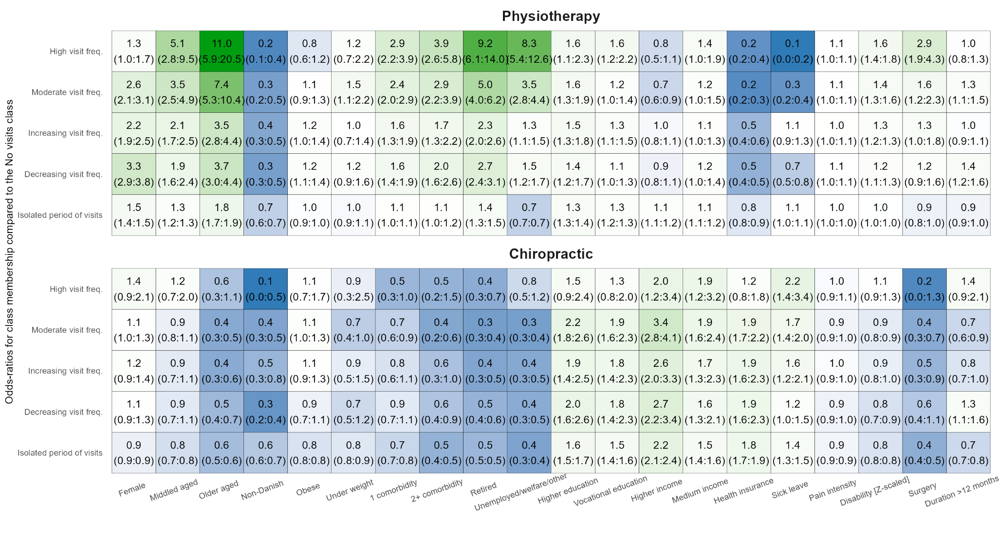 Odds-ratios for class membership compared to the No visits class
Physiotherapy
High visit freq. 1.3 5.1 11.0 0.2 0.8 1.2 2.9 3.9 9.2 8.3 1.6 1.6 0.8 1.4 0.2 0.1 1.1 1.6 2.9 1.0
(1.0:1.7) (2.8:9.5) (5.9:20.5) (0.1:0.4) (0.6:1.2) (0.7:2.2) (2.2:3.9) (2.6:5.8) (6.1:14.0) (5.4:12.6) (1.1:2.3) (1.2:2.2) (0.5:1.1) (1.0:1.9) (0.2:0.4) (0.0:0.2) (1.0:1.1) (1.4:1.8) (1.9:4.3) (0.8:1.3)
Moderate visit freq. 2.6 3.5 7.4 0.3 1.1 1.5 2.4 2.9 5.0 3.5 1.6 1.2 0.7 1.2 0.2 0.3 1.1 1.4 1.6 1.3
(2.1:3.1) (2.5:4.9) (5.3:10.4) (0.2:0.5) (0.9:1.3) (1.1:2.2) (2.0:2.9) (2.2:3.9) (4.0:6.2) (2.8:4.4) (1.3:1.9) (1.0:1.4) (0.6:0.9) (1.0:1.5) (0.2:0.3) (0.2:0.4) (1.0:1.1) (1.3:1.6) (1.2:2.3) (1.1:1.5)
Increasing visit freq. 2.2 2.1 3.5 0.4 1.2 1.0 1.6 1.7 2.3 1.3 1.5 1.3 1.0 1.1 0.5 1.1 1.0 1.3 1.3 1.0
(1.9:2.5) (1.7:2.5) (2.8:4.4) (0.3:0.5) (1.0:1.4) (0.7:1.4) (1.3:1.9) (1.3:2.2) (2.0:2.6) (1.1:1.5) (1.3:1.8) (1.1:1.5) (0.8:1.1) (1.0:1.3) (0.4:0.6) (0.9:1.3) (1.0:1.1) (1.2:1.3) (1.0:1.8) (0.9:1.1)
Decreasing visit freq. 3.3 1.9 3.7 0.3 1.2 1.2 1.6 2.0 2.7 1.5 1.4 1.1 0.9 1.2 0.5 0.7 1.1 1.2 1.2 1.4
(2.9:3.8) (1.6:2.4) (3.0:4.4) (0.3:0.5) (1.1:1.4) (0.9:1.6) (1.4:1.9) (1.6:2.6) (2.4:3.1) (1.2:1.7) (1.2:1.7) (1.0:1.3) (0.8:1.1) (1.0:1.4) (0.4:0.5) (0.5:0.8) (1.0:1.1) (1.1:1.3) (0.9:1.6) (1.2:1.6)
Isolated period of visits 1.5 1.3 1.8 0.7 1.0 1.0 1.1 1.1 1.4 0.7 1.3 1.3 1.1 1.1 0.8 1.1 1.0 1.0 0.9 0.9
(1.4:1.5) (1.2:1.3) (1.7:1.9) (0.6:0.7) (0.9:1.0) (0.9:1.1) (1.0:1.1) (1.0:1.2) (1.3:1.5) (0.7:0.7) (1.3:1.4) (1.2:1.3) (1.1:1.2) (1.1:1.2) (0.8:0.9) (1.0:1.1) (1.0:1.0) (1.0:1.0) (0.8:1.0) (0.9:1.0)
Chiropractic
High visit freq. 1.4 1.2 0.6 0.1 1.1 0.9 0.5 0.5 0.4 0.8 1.5 1.3 2.0 1.9 1.2 2.2 1.0 1.1 0.2 1.4
(0.9:2.1) (0.7:2.0) (0.3:1.1) (0.0:0.5) (0.7:1.7) (0.3:2.5) (0.3:1.0) (0.2:1.5) (0.3:0.7) (0.5:1.2) (0.9:2.4) (0.8:2.0) (1.2:3.4) (1.2:3.2) (0.8:1.8) (1.4:3.4) (0.9:1.1) (0.9:1.3) (0.0:1.3) (0.9:2.1)
Moderate visit freq. 1.1 0.9 0.4 0.4 1.1 0.7 0.7 0.4 0.3 0.3 2.2 1.9 3.4 1.9 1.9 1.7 0.9 0.9 0.4 0.7
(1.0:1.3) (0.8:1.1) (0.3:0.5) (0.3:0.5) (1.0:1.3) (0.4:1.0) (0.6:0.9) (0.2:0.6) (0.3:0.4) (0.3:0.4) (1.8:2.6) (1.6:2.3) (2.8:4.1) (1.6:2.4) (1.7:2.2) (1.4:2.0) (0.9:1.0) (0.8:0.9) (0.3:0.7) (0.6:0.9)
Increasing visit freq. 1.2 0.9 0.4 0.5 1.1 0.9 0.8 0.6 0.4 0.4 1.9 1.8 2.6 1.7 1.9 1.6 1.0 0.9 0.5 0.8
(0.9:1.4) (0.7:1.1) (0.3:0.6) (0.3:0.8) (0.9:1.3) (0.5:1.5) (0.6:1.1) (0.3:1.0) (0.3:0.5) (0.3:0.5) (1.4:2.5) (1.4:2.3) (2.0:3.3) (1.3:2.3) (1.6:2.3) (1.2:2.1) (0.9:1.0) (0.8:1.0) (0.3:0.9) (0.7:1.0)
Decreasing visit freq. 1.1 0.9 0.5 0.3 0.9 0.7 0.9 0.6 0.5 0.4 2.0 1.8 2.7 1.6 1.9 1.2 0.9 0.8 0.6 1.3
(0.9:1.3) (0.7:1.1) (0.4:0.7) (0.2:0.4) (0.7:1.1) (0.5:1.2) (0.7:1.1) (0.4:0.9) (0.4:0.6) (0.3:0.5) (1.6:2.6) (1.4:2.3) (2.2:3.4) (1.3:2.1) (1.6:2.3) (1.0:1.5) (0.9:1.0) (0.7:0.9) (0.4:1.1) (1.1:1.6)
Isolated period of visits 0.9 0.8 0.6 0.6 0.8 0.8 0.7 0.5 0.5 0.4 1.6 1.5 2.2 1.5 1.8 1.4 0.9 0.8 0.4 0.7
(0.9:0.9) (0.7:0.8) (0.5:0.6) (0.6:0.7) (0.8:0.8) (0.8:0.9) (0.7:0.8) (0.4:0.5) (0.5:0.5) (0.3:0.4) (1.5:1.7) (1.4:1.6) (2.1:2.4) (1.4:1.6) (1.7:1.9) (1.3:1.5) (0.9:0.9) (0.8:0.8) (0.4:0.5) (0.7:0.8)
Female
Middled aged
Older aged
Non-Danish
Obese
Under weight
1 comorbidity
2+ comorbidity
Retired
Unemployed/welfare/other
Higher education
Vocational education
Higher income
Medium income
Health insurance
Sick leave
Pain intensity
Disability [Z-scaled]
Surgery
Duration >12 months